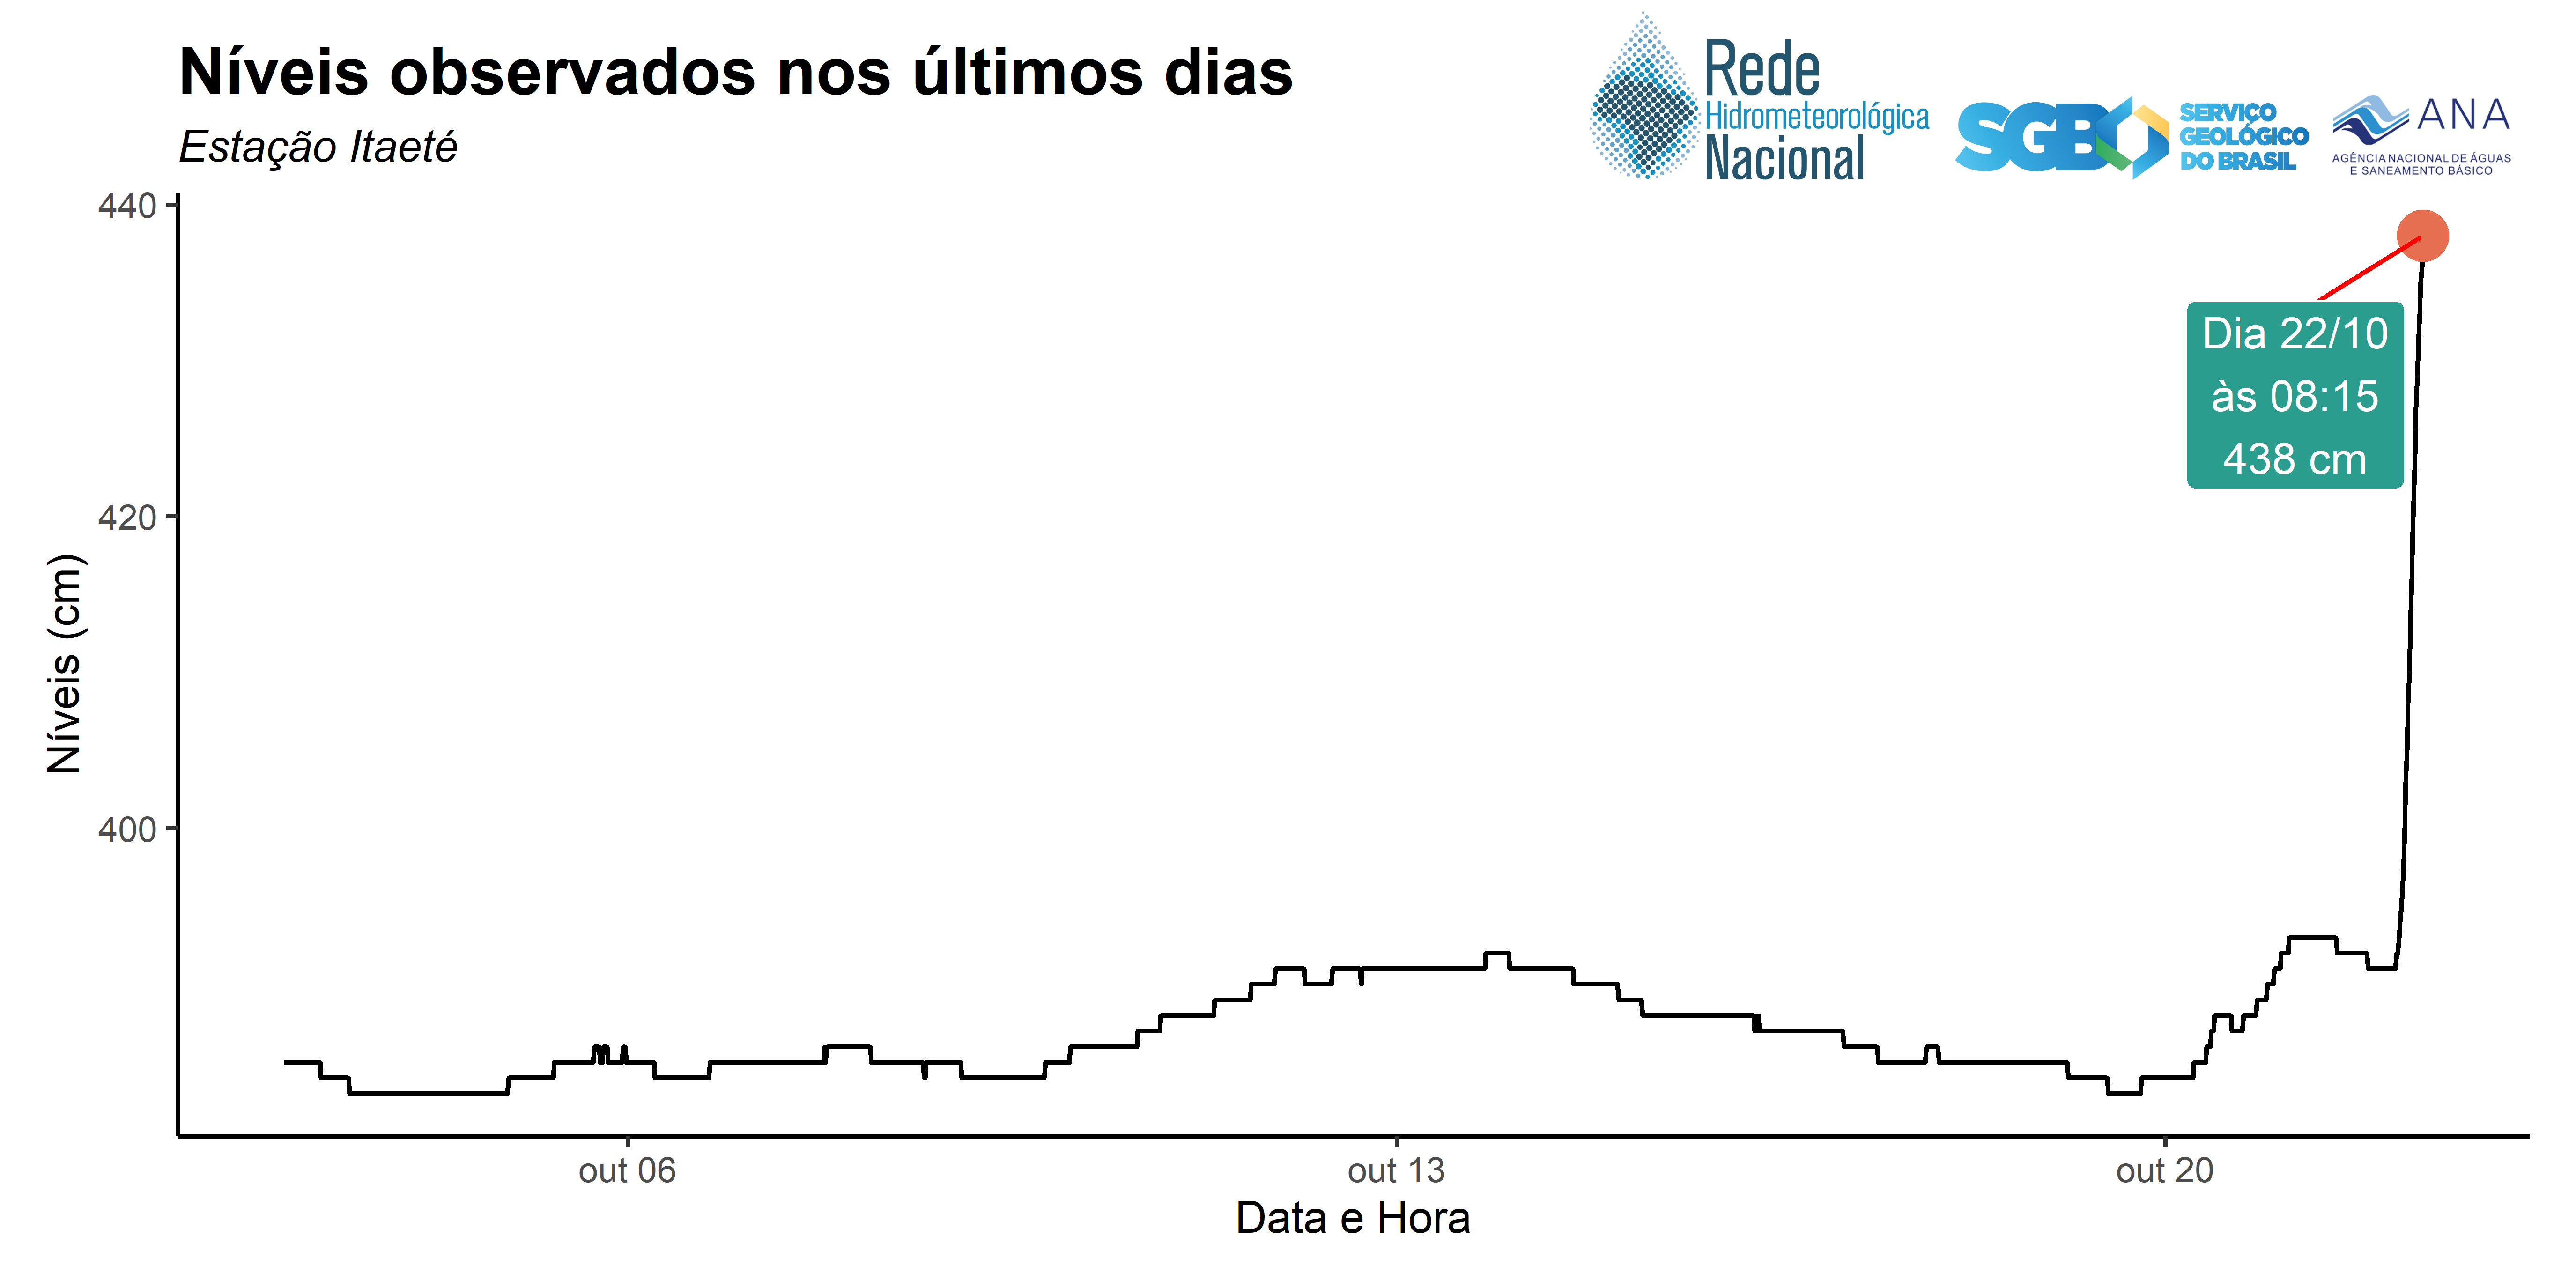 Níveis observados nos últimos dias
Estação Itaeté
Rede
Hidrometeorológica
Nacional
SGB
SERVIÇO
GEOLÓGICO
DO BRASIL
ANA
AGÊNCIA NACIONAL DE ÁGUAS
E SANEAMENTO BÁSICO
440
420
400
Níveis (cm)
Dia 22/10
às 08:15
438 cm
out 06
out 13
out 20
Data e Hora